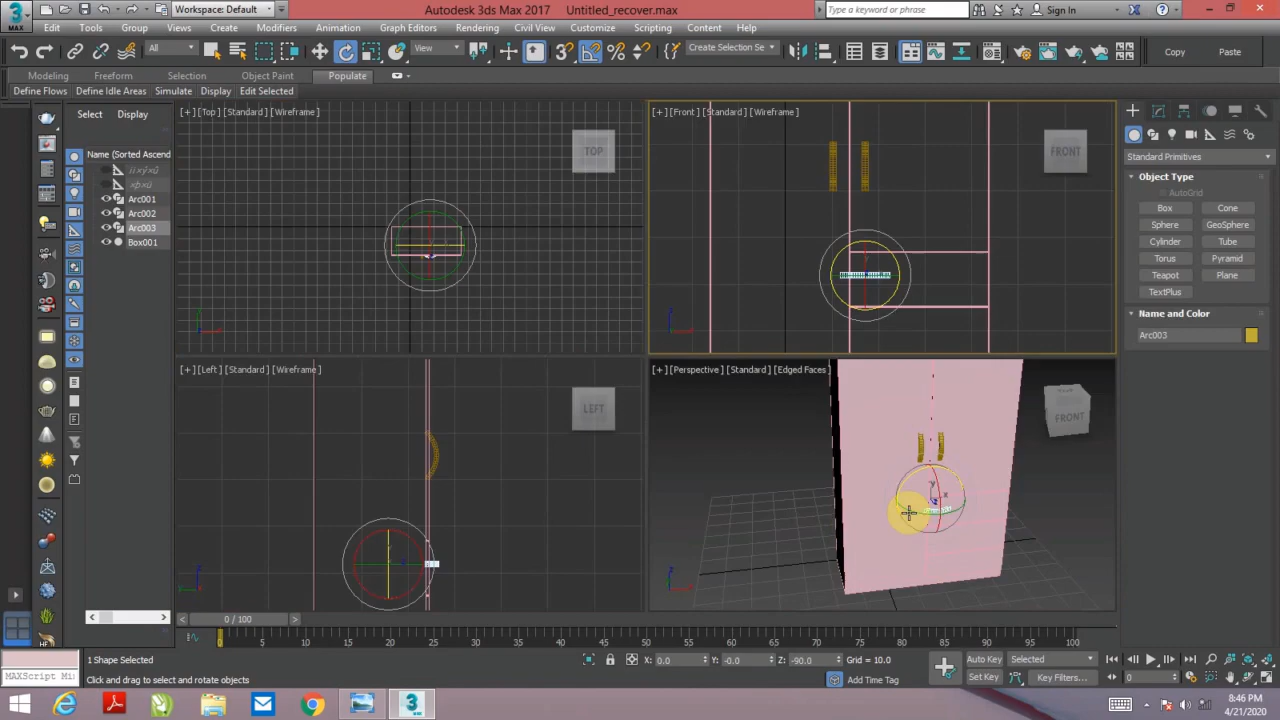 MAX
Workspace: Default
Autodesk 3ds Max 2017 Untitled_recover.max
Type a keyword or phrase
Sign In
Edit Tools Group Views Create Modifiers Animation Graph Editors Rendering Civil View Customize Scripting Content Help
All
View
Create Selection Se
Copy
Paste
Modeling Freeform Selection Object Paint Populate
Define Flows Define Idle Areas Simulate Display Edit Selected
Select Display
Name (Sorted Ascend
Arc001
Arc002
Arc003
Box001
[+] [Top] [Standard] [Wireframe]
TOP
[+] [Front] [Standard] [Wireframe]
FRONT
[+] [Left] [Standard] [Wireframe]
LEFT
[+] [Perspective] [Standard] [Edged Faces]
FRONT
y
x
z
Standard Primitives
Object Type
AutoGrid
Box Cone
Sphere GeoSphere
Cylinder Tube
Torus Pyramid
Teapot Plane
TextPlus
Name and Color
Arc003
0 / 100
0 5 10 15 20 25 30 35 40 45 50 55 60 65 70 75 80 85 90 95 100
1 Shape Selected
X: 0.0 Y: -0.0 Z: -90.0 Grid = 10.0
Auto Key Selected
MAXScript Mi
Click and drag to select and rotate objects
Add Time Tag
Set Key Key Filters...
0
8:46 PM
4/21/2020